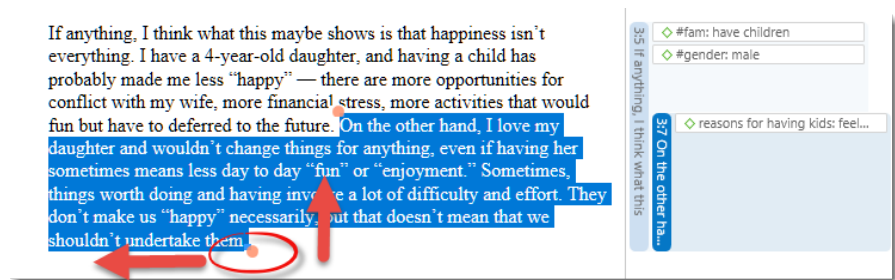 If anything, I think what this maybe shows is that happiness isn’t
everything. I have a 4-year-old daughter, and having a child has
probably made me less “happy” — there are more opportunities for
conflict with my wife, more financial stress, more activities that would
fun but have to deferred to the future. On the other hand, I love my
daughter and wouldn’t change things for anything, even if having her
sometimes means less day to day “fun” or “enjoyment.” Sometimes,
things worth doing and having involve a lot of difficulty and effort. They
don’t make us “happy” necessarily, but that doesn’t mean that we
shouldn’t undertake them
3:5 If anything, I think what this
#fam: have children
#gender: male
3:7 On the other ha...
reasons for having kids: feel...